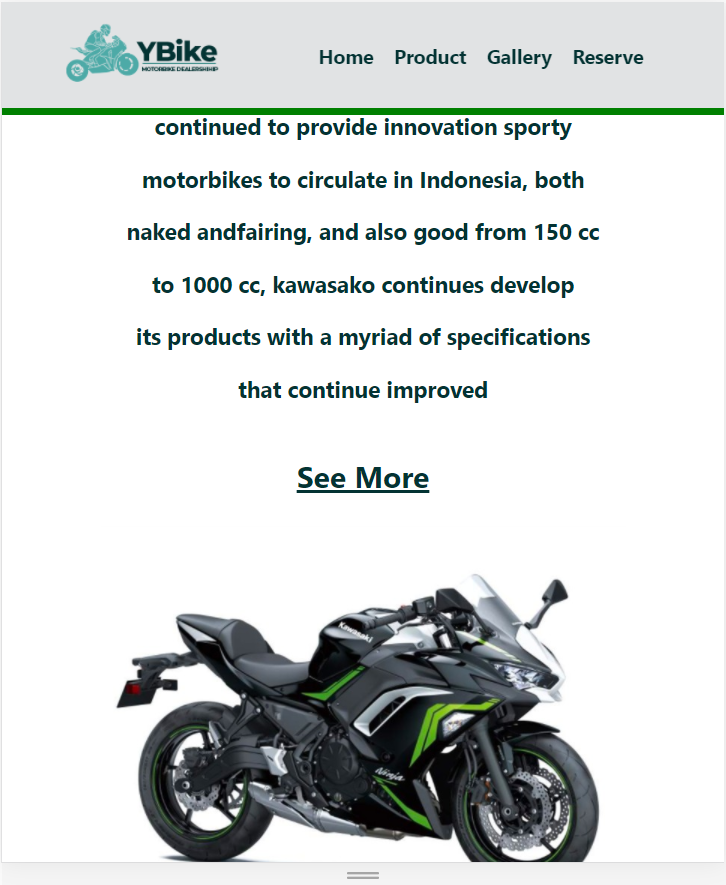 YBike
MOTORBIKE DEALERSHIHIP
Home Product Gallery Reserve
continued to provide innovation sporty
motorbikes to circulate in Indonesia, both
naked andfairing, and also good from 150 cc
to 1000 cc, kawasako continues develop
its products with a myriad of specifications
that continue improved
See More
Kawasaki
Ninja